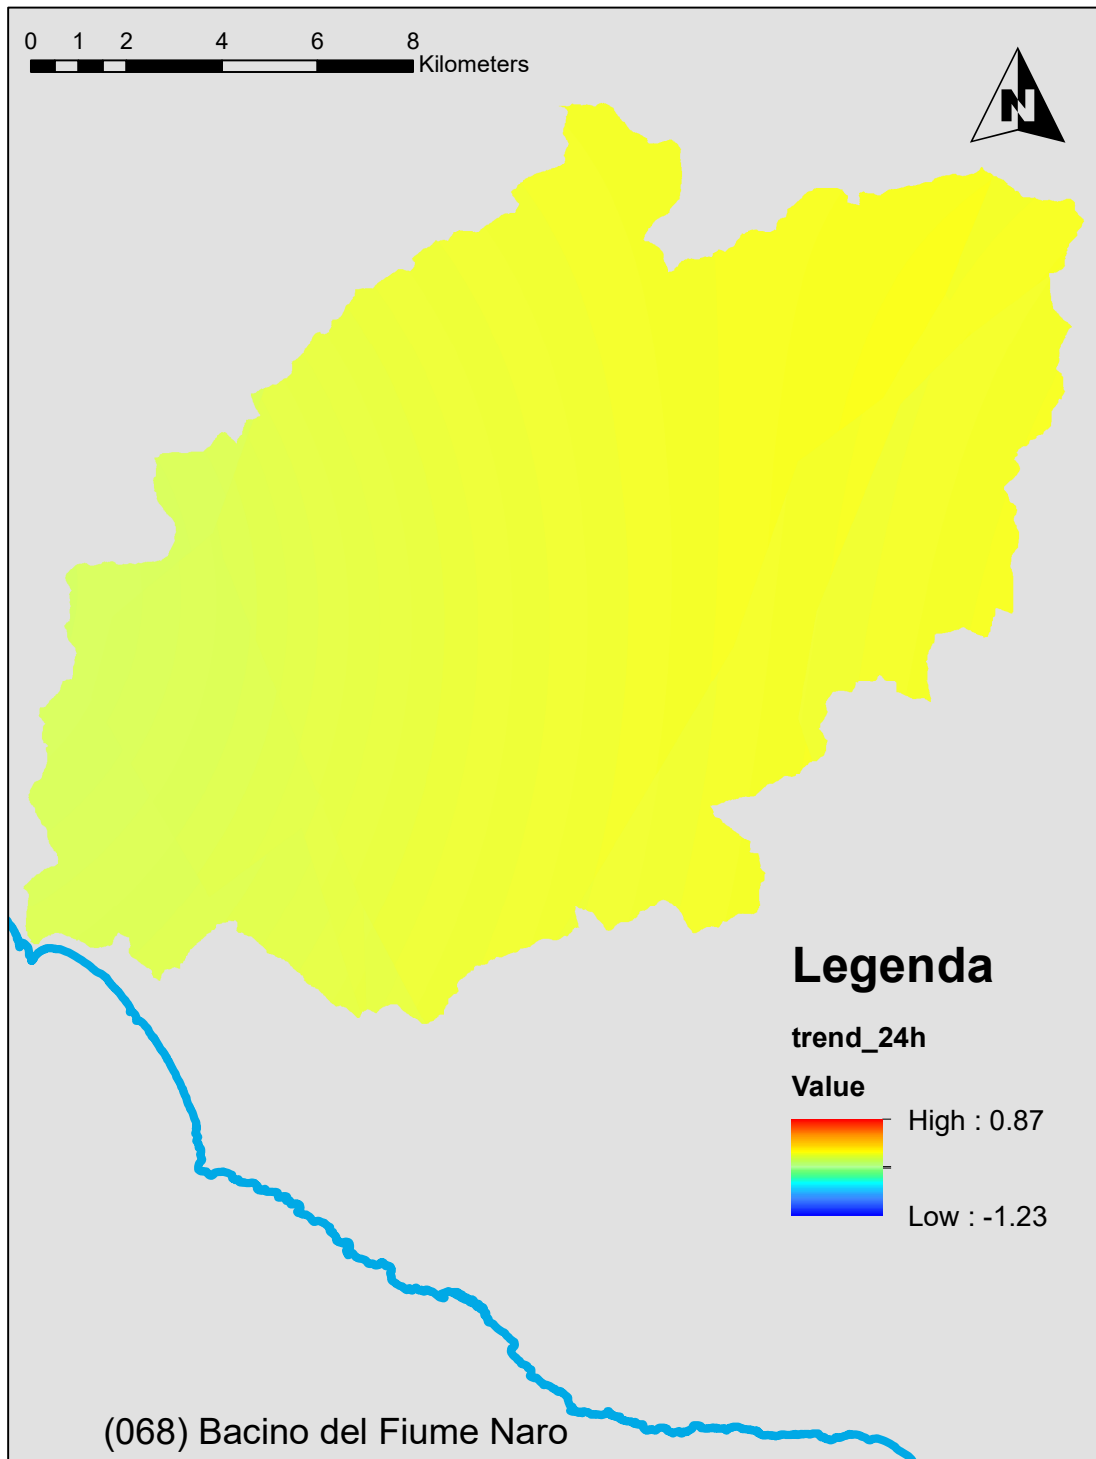 0 1 2 4 6 8
Kilometers
N
Legenda
trend_24h
Value
High : 0.87
Low : -1.23
(068) Bacino del Fiume Naro